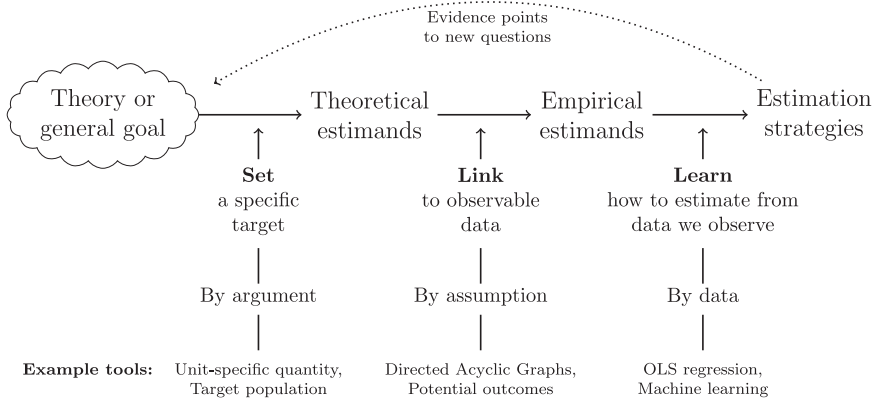 Evidence points
to new questions
Theory or
general goal
Theoretical
estimands
Empirical
estimands
Estimation
strategies
Set
a specific
target
Link
to observable
data
Learn
how to estimate from
data we observe
By argument
By assumption
By data
Example tools:
Unit-specific quantity,
Target population
Directed Acyclic Graphs,
Potential outcomes
OLS regression,
Machine learning